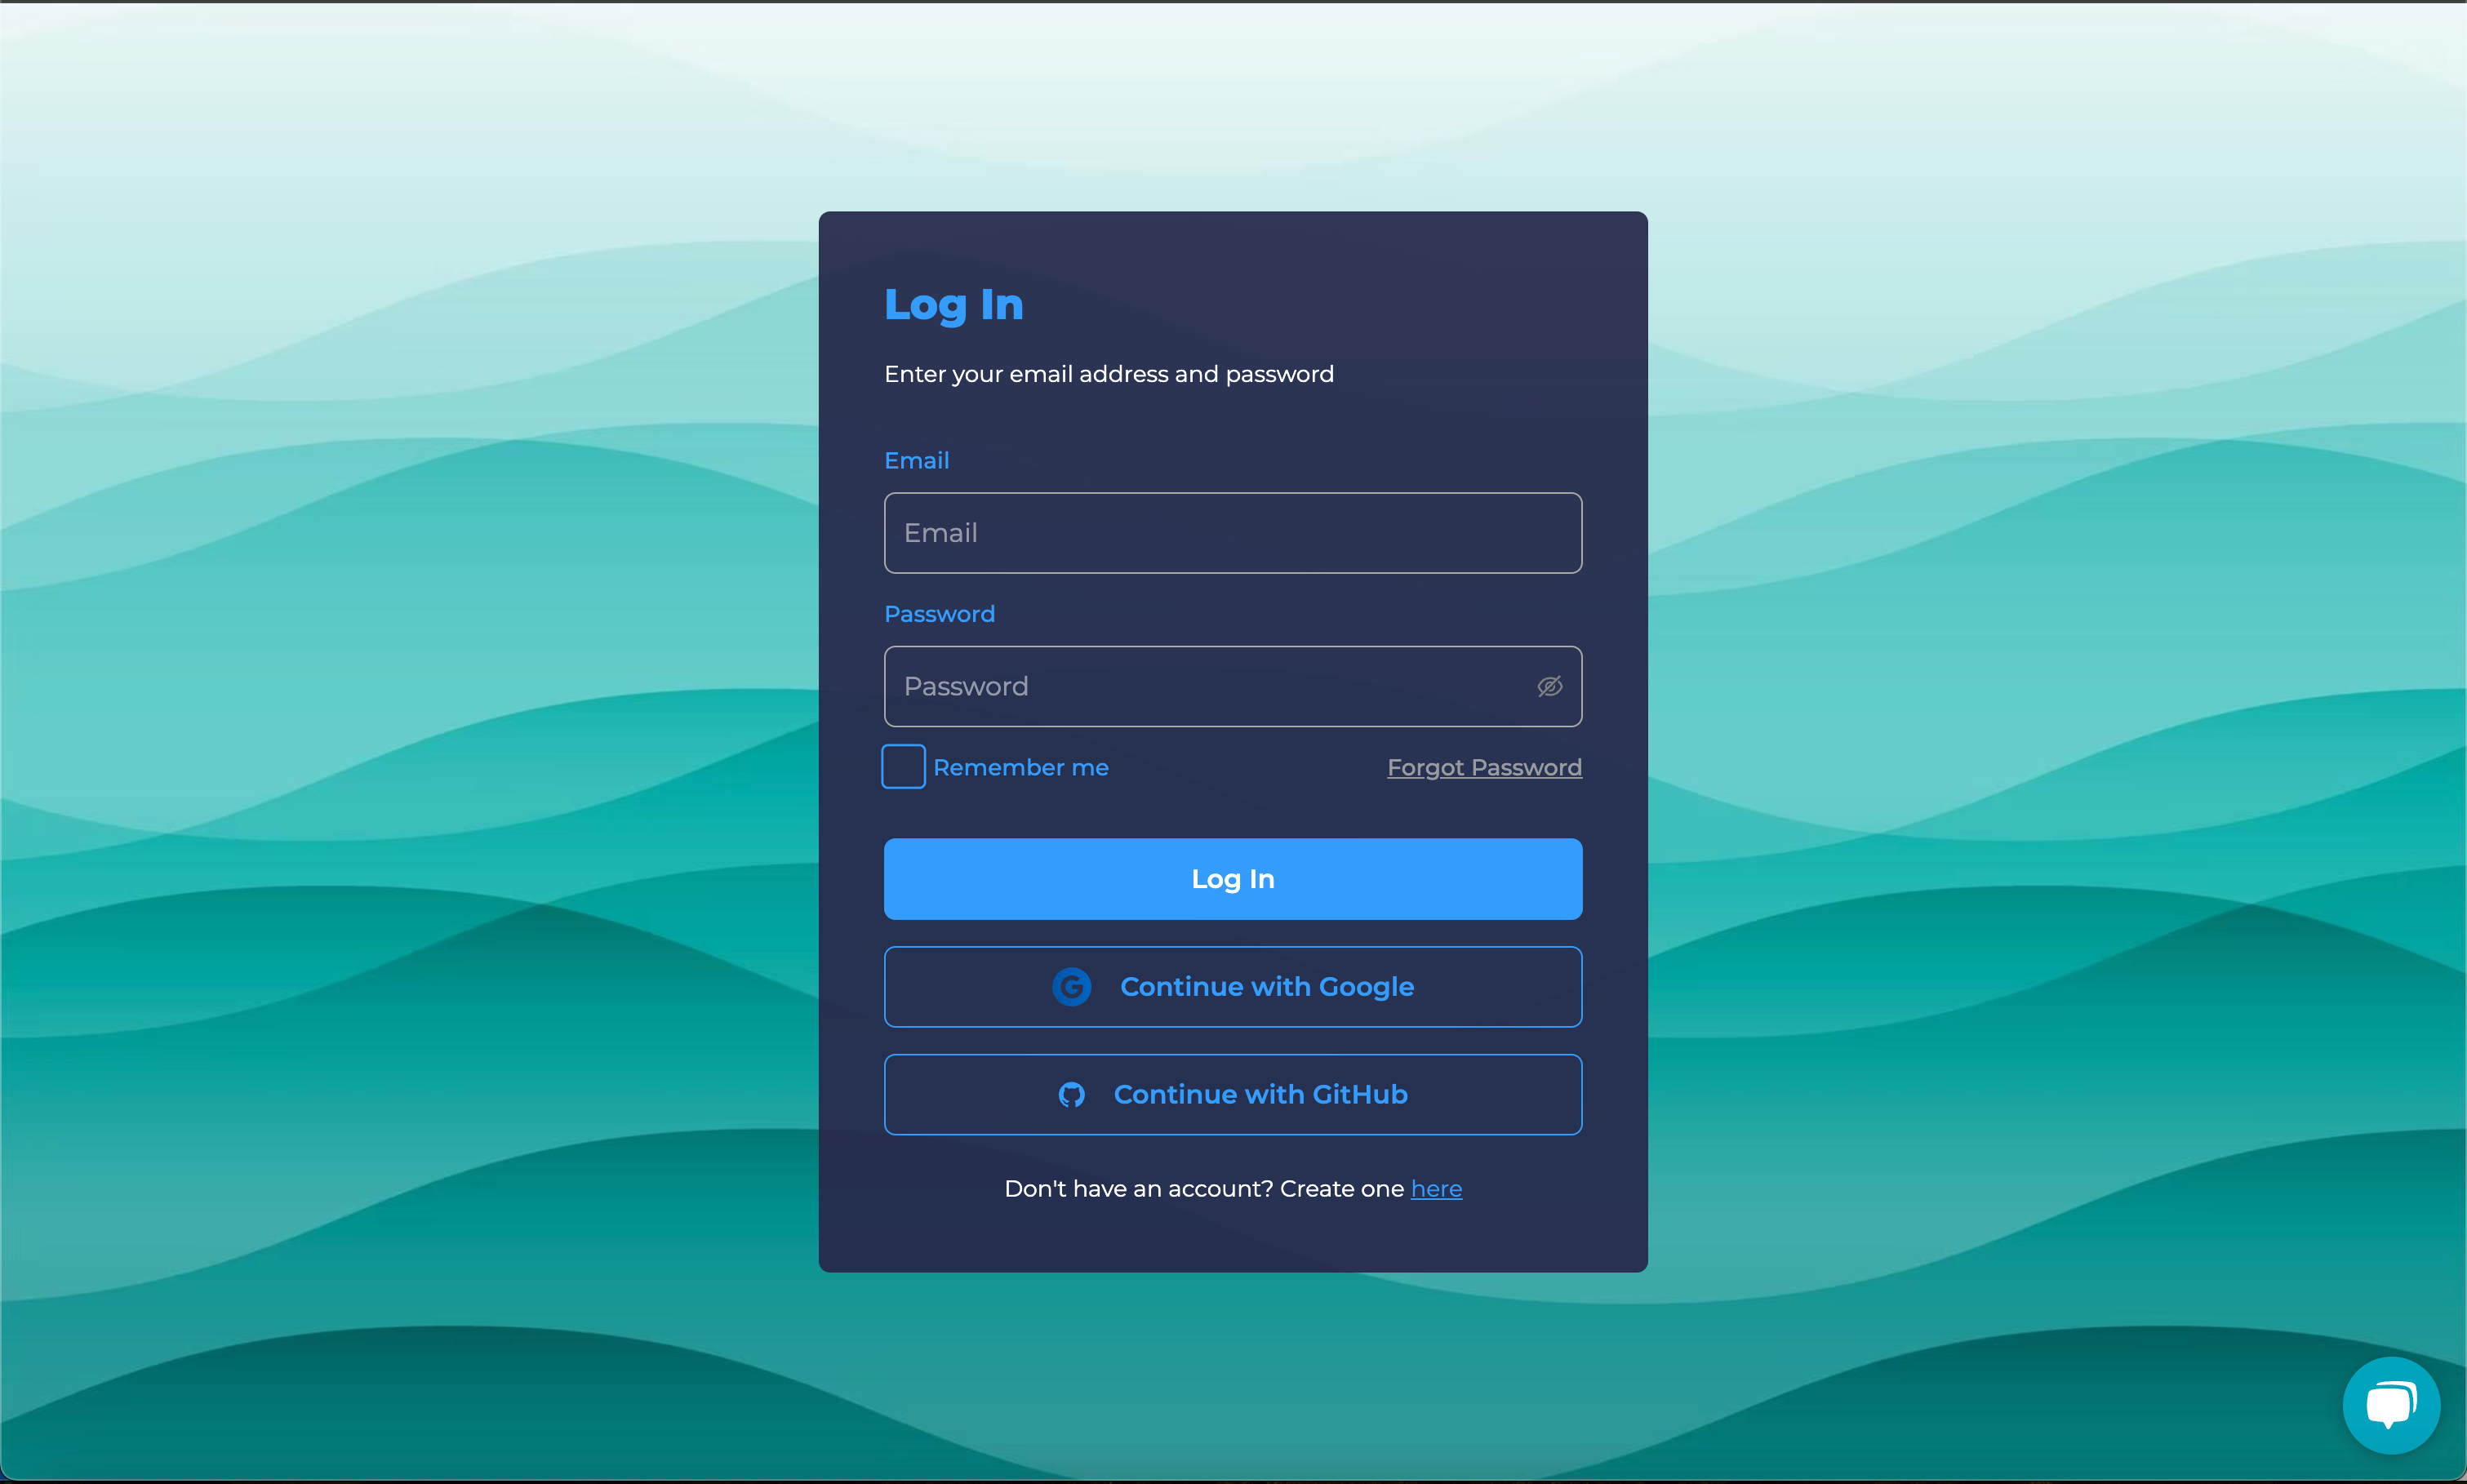 Log In
Enter your email address and password
Email
Email
Password
Password
Remember me
Forgot Password
Log In
Continue with Google
Continue with GitHub
Don't have an account? Create one here